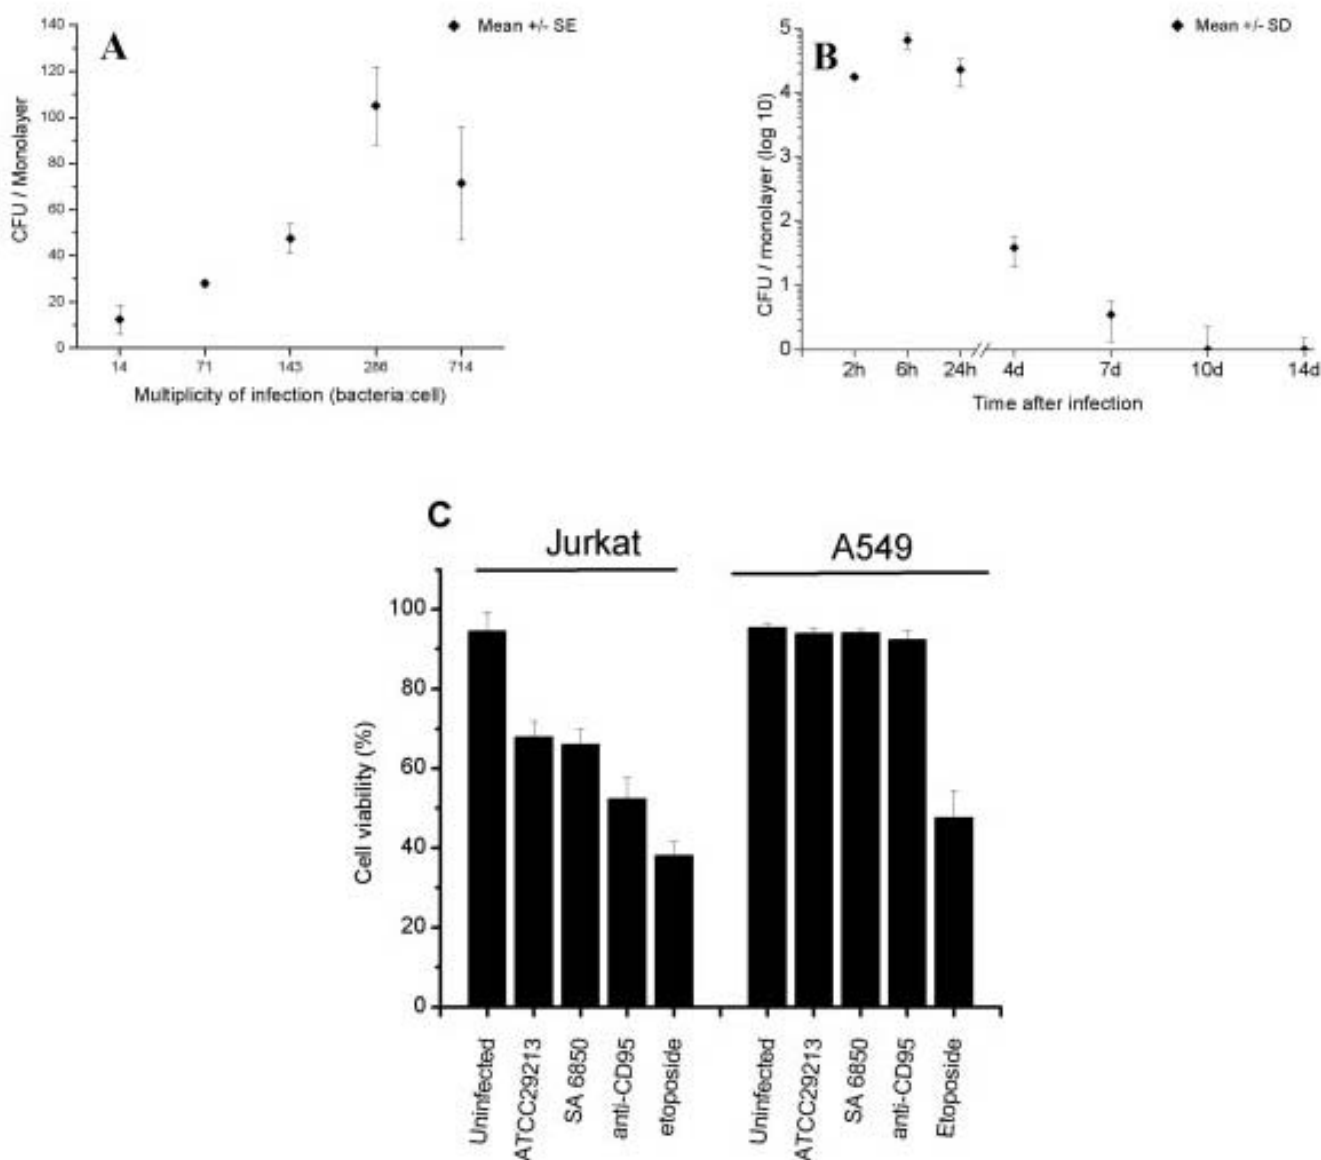 A
Mean +/- SE
140
120
100
80
60
40
20
0
CFU / Monolayer
14 71 143 286 714
Multiplicity of infection (bacteria:cell)
B
Mean +/- SD
5
4
3
2
1
0
CFU / monolayer (log 10)
2h 6h 24h 4d 7d 10d 14d
Time after infection
C
Jurkat A549
100
80
60
40
20
0
Cell viability (%)
Uninfected
ATCC29213
SA 6850
anti-CD95
etoposide
Uninfected
ATCC29213
SA 6850
anti-CD95
Etoposide